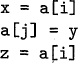 x = a[i]
a[j] = y
z = a[i]